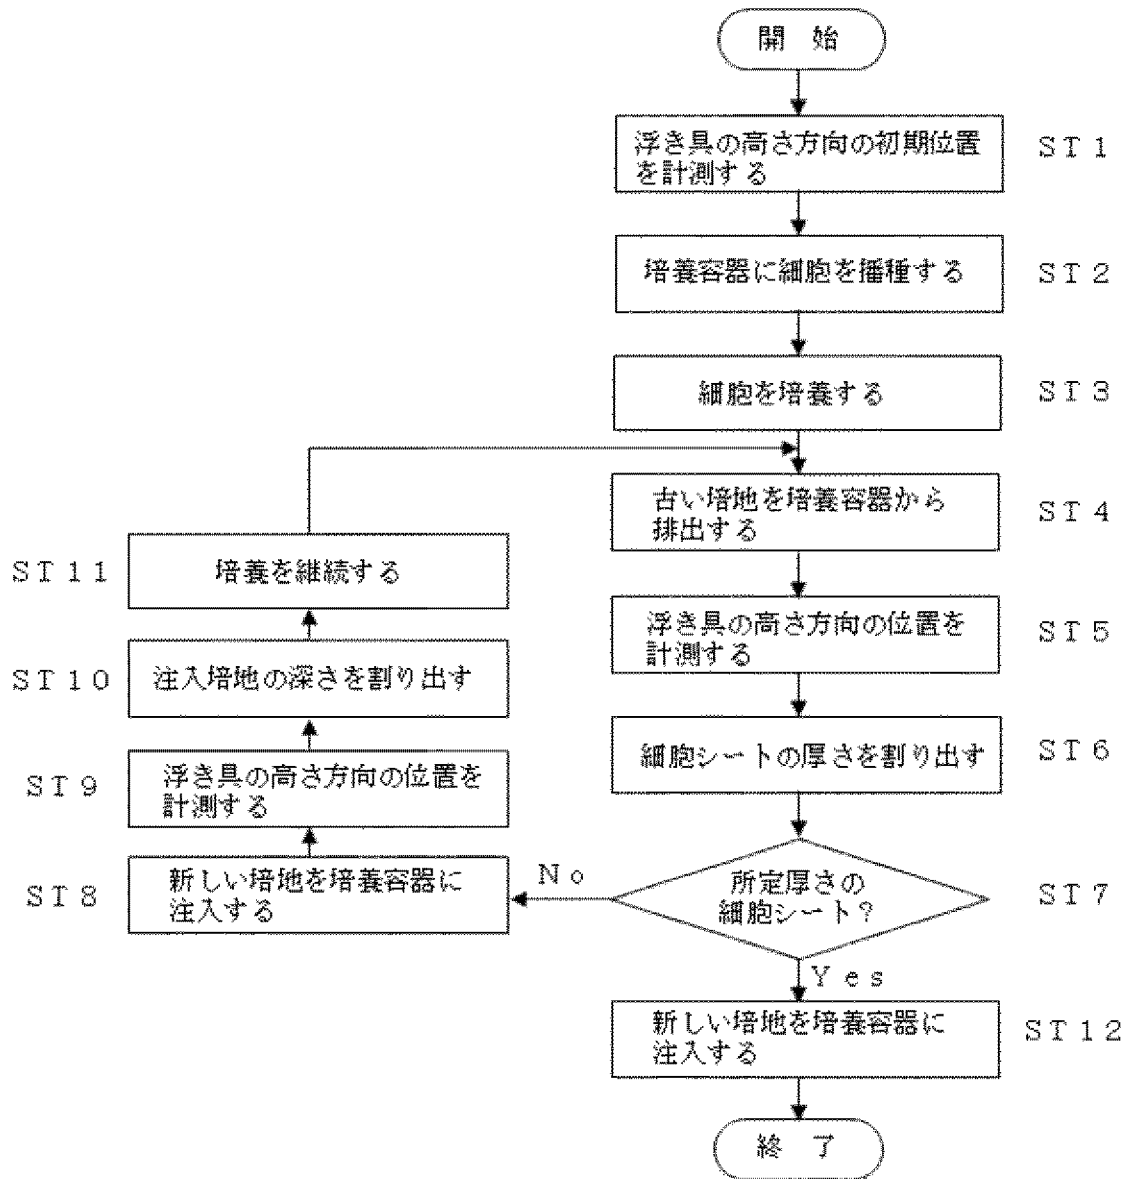 開 始
浮き具の高さ方向の初期位置
を計測する
ST1
培養容器に細胞を播種する
ST2
細胞を培養する
ST3
古い培地を培養容器から
排出する
ST4
浮き具の高さ方向の位置を
計測する
ST5
細胞シートの厚さを割り出す
ST6
所定厚さの
細胞シート?
ST7
No
新しい培地を培養容器に
注入する
ST8
浮き具の高さ方向の位置を
計測する
ST9
注入培地の深さを割り出す
ST10
培養を継続する
ST11
Yes
新しい培地を培養容器に
注入する
ST12
終 了